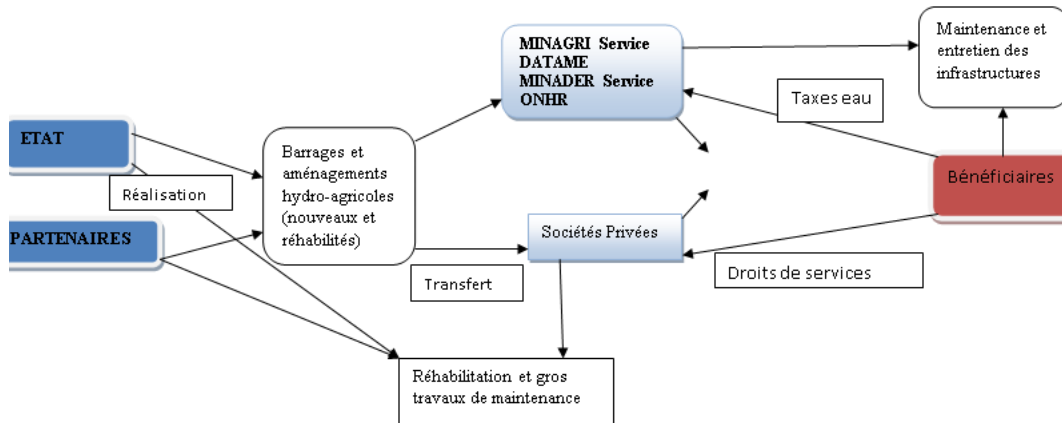 MINAGRI Service
DATAME
MINADER Service
ONHR
Maintenance et
entretien des
infrastructures
Taxes eau
ETAT
Barrages et
aménagements
hydro-agricoles
(nouveaux et
réhabilités)
Réalisation
Bénéficiaires
PARTENAIRES
Sociétés Privées
Transfert
Droits de services
Réhabilitation et gros
travaux de maintenance